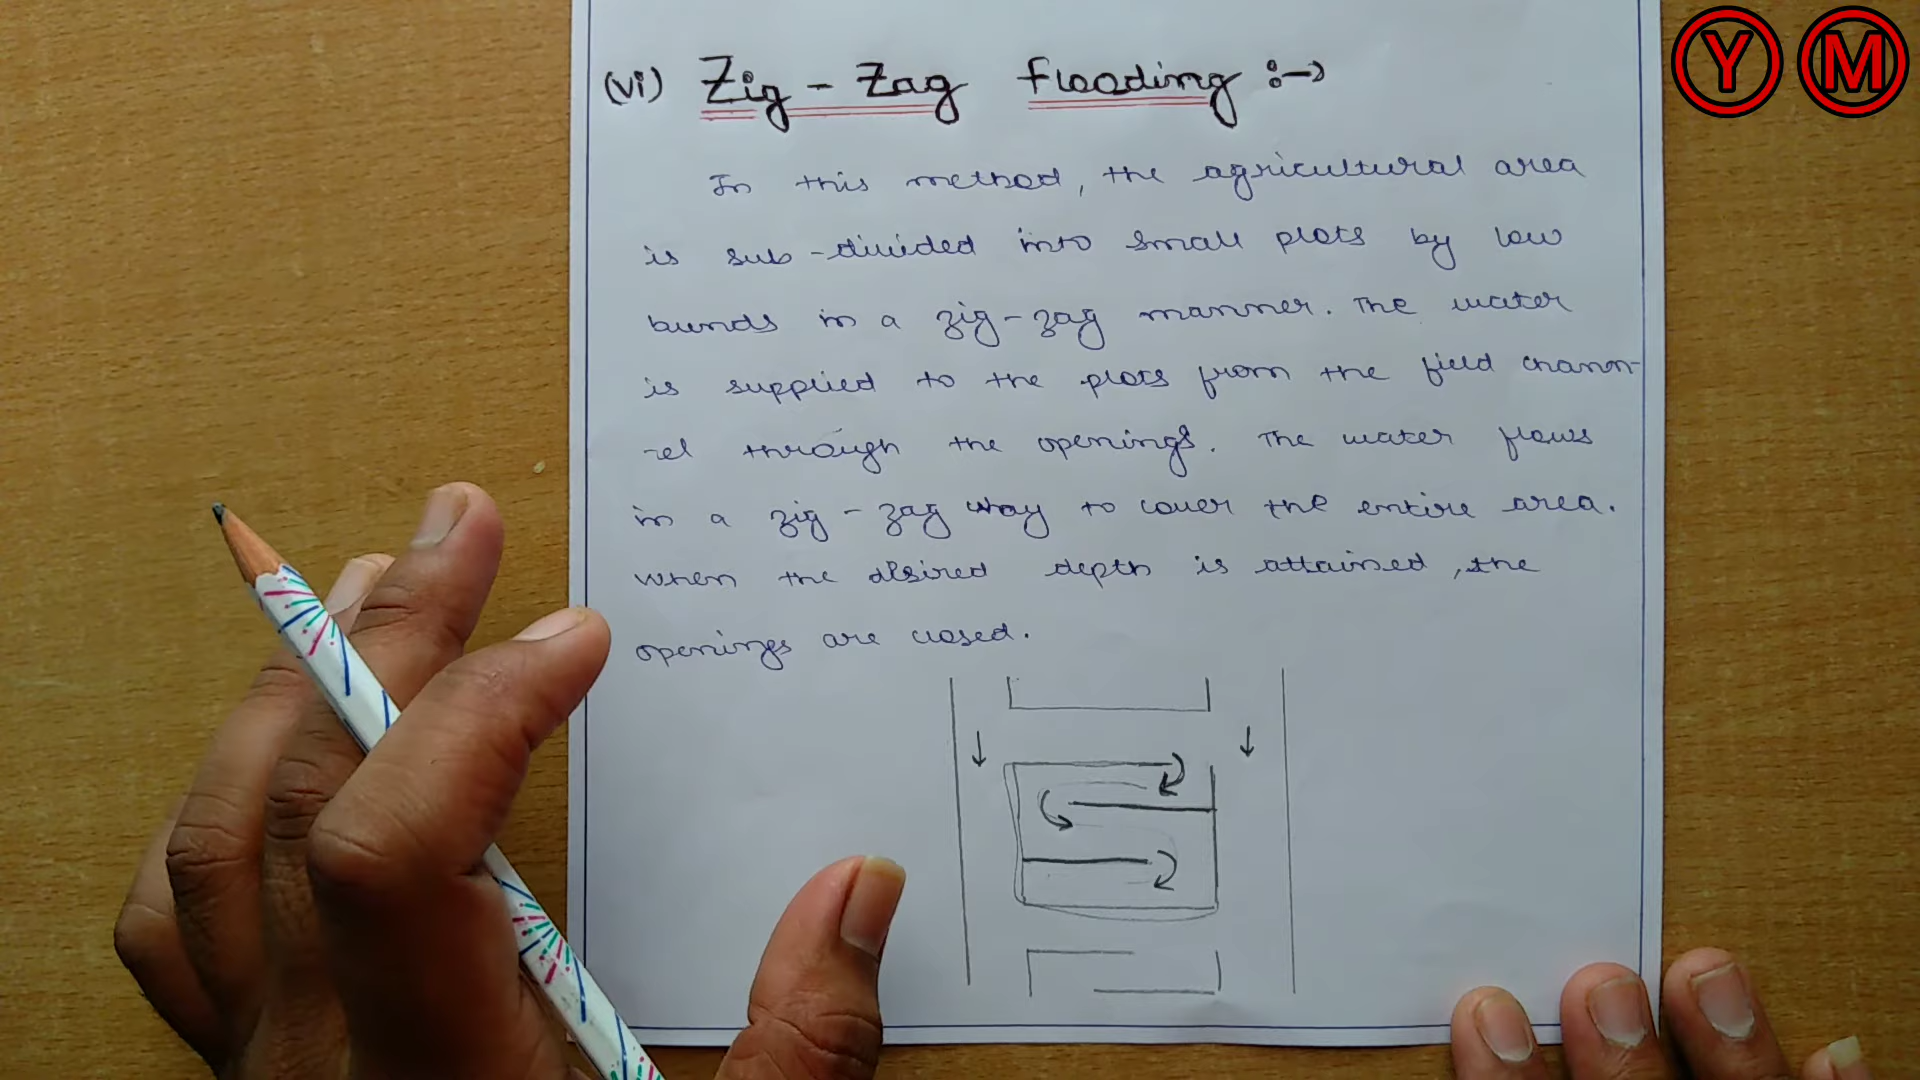 Y M
(vi) Zig - Zag Flooding :->
In this method, the agricultural area
is sub-divided into small plots by low
bunds in a zig-zag manner. The water
is supplied to the plots from the field chann-
el through the openings. The water flows
in a zig-zag way to cover the entire area.
When the desired depth is attained, the
openings are closed.